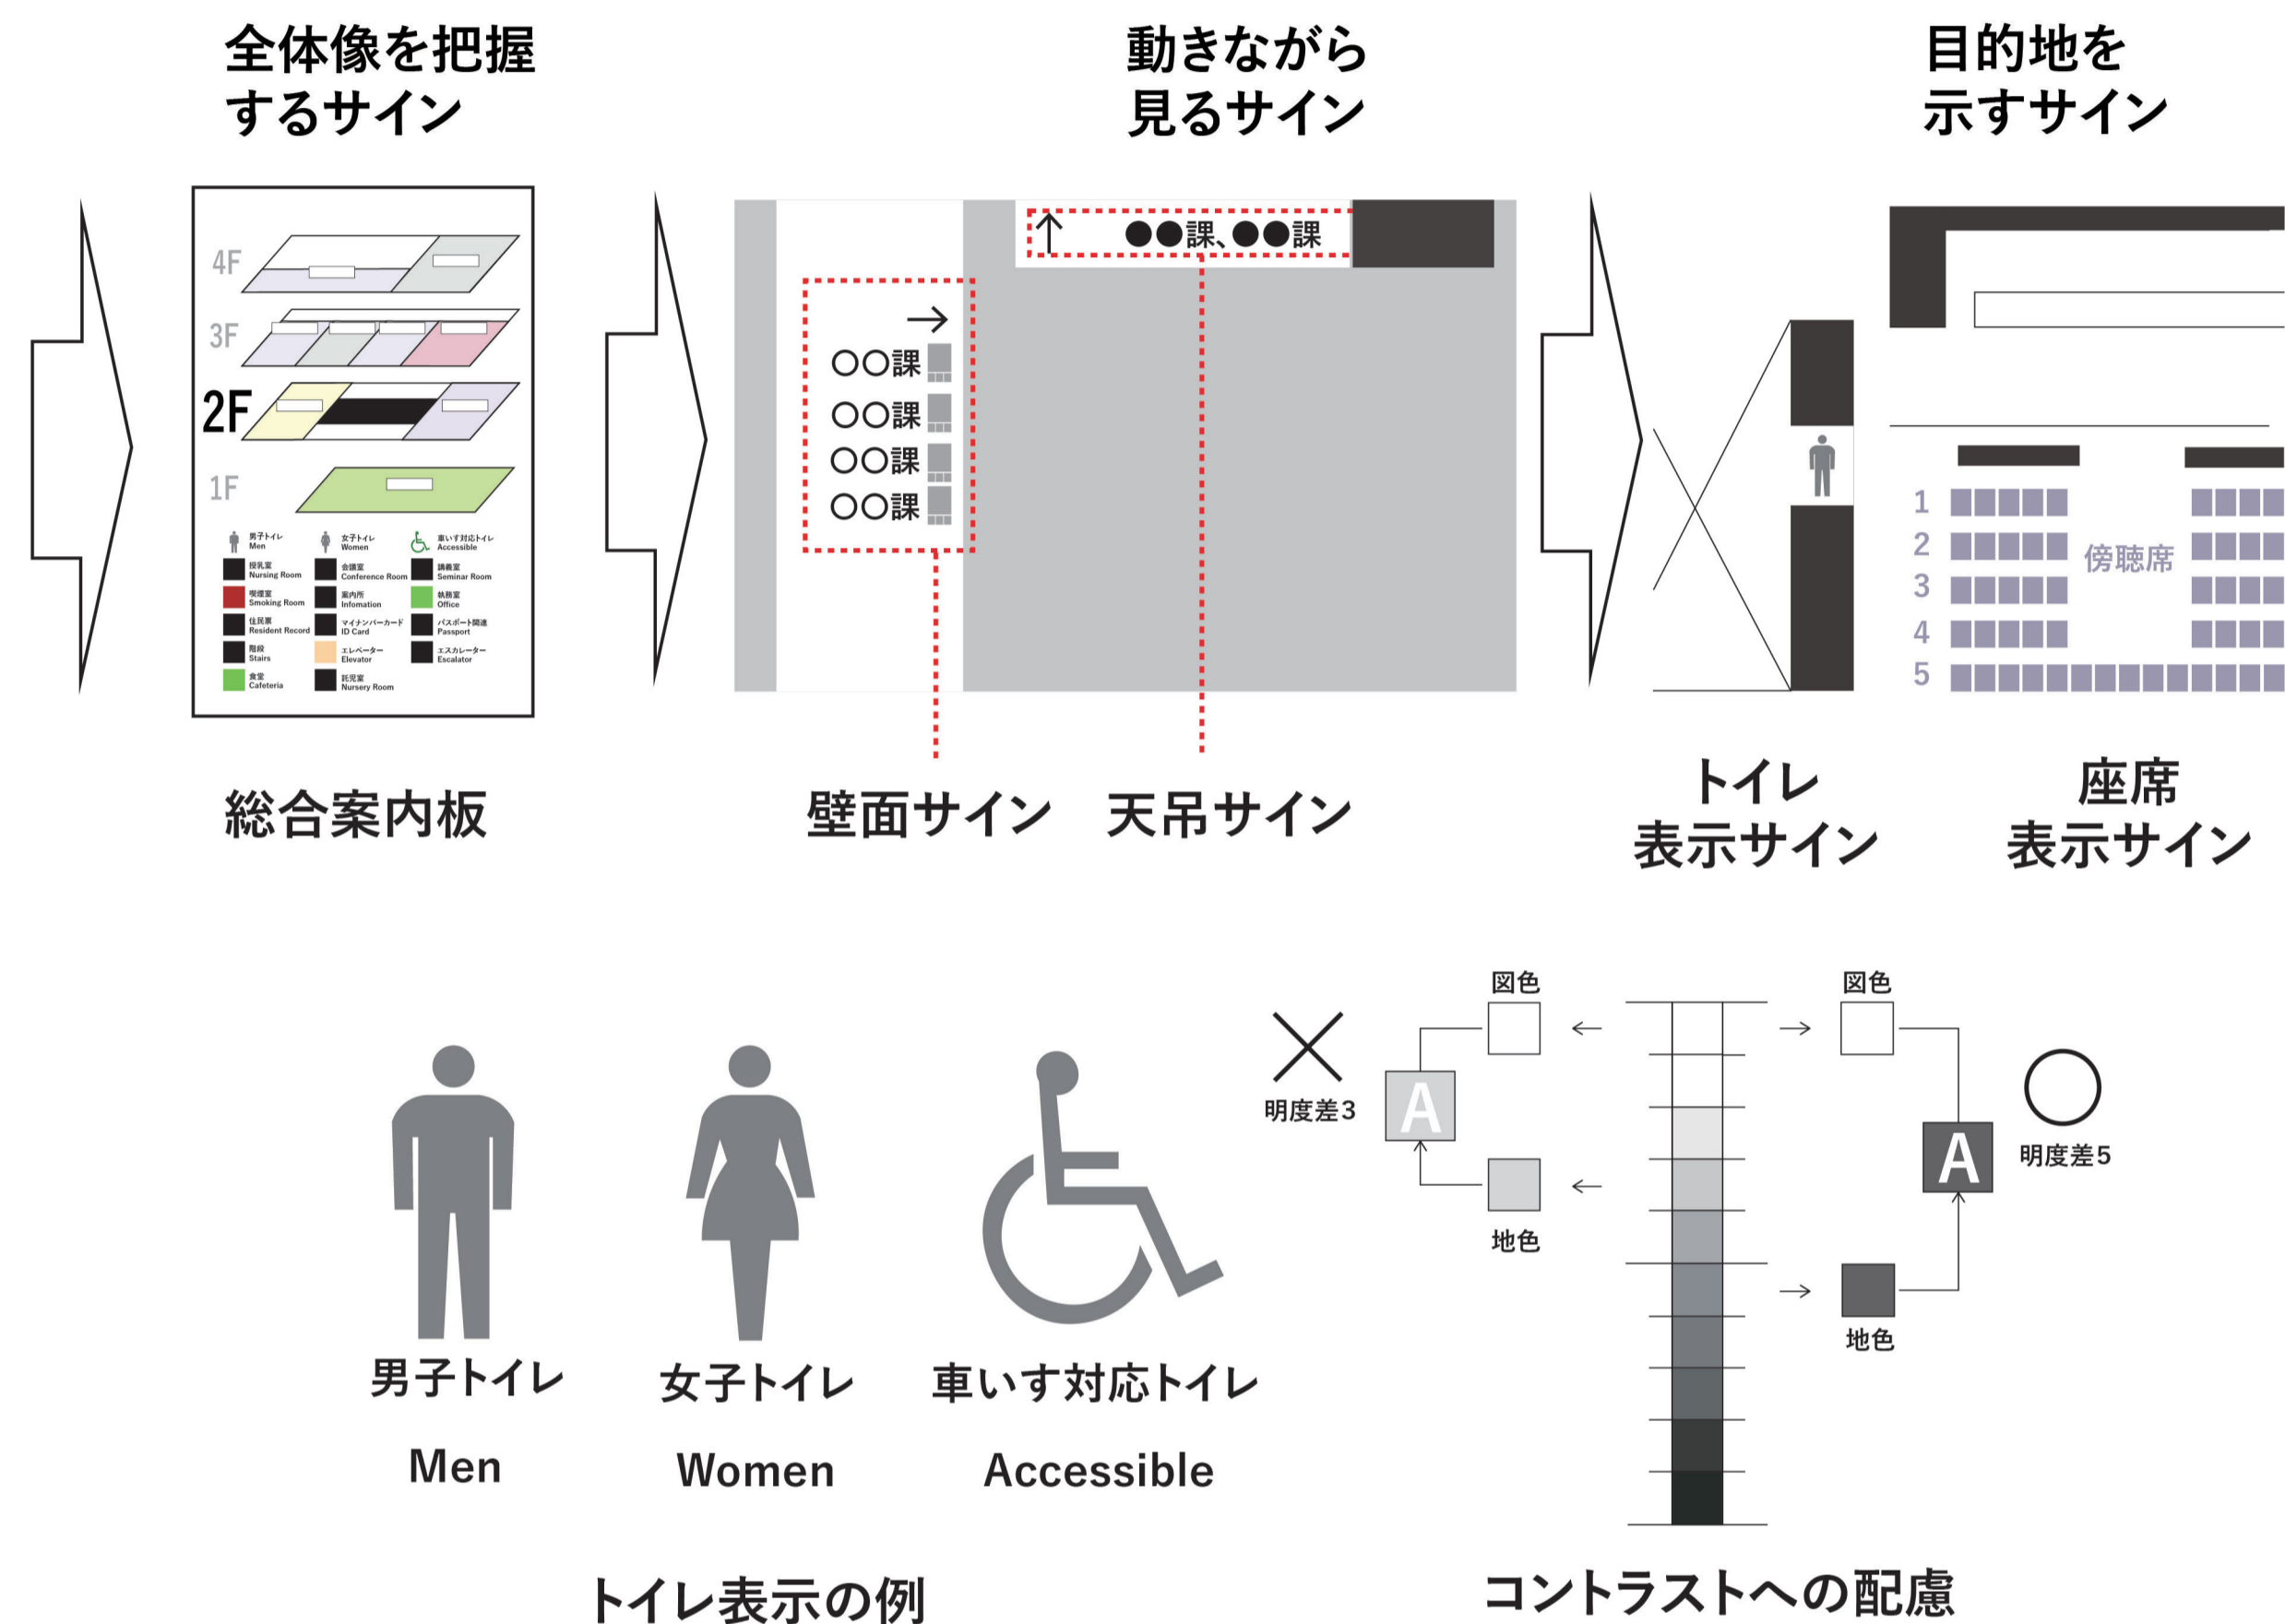 全体像を把握
するサイン
動きながら
見るサイン
目的地を
示すサイン
4F
3F
2F
1F
男子トイレ
Men
女子トイレ
Women
車いす対応トイレ
Accessible
授乳室
Nursing Room
会議室
Conference Room
講義室
Seminar Room
喫煙室
Smoking Room
案内所
Infomation
執務室
Office
住民票
Resident Record
マイナンバーカード
ID Card
パスポート関連
Passport
階段
Stairs
エレベーター
Elevator
エスカレーター
Escalator
食堂
Cafeteria
託児室
Nursery Room
↑ ●●課、●●課
→
○○課
○○課
○○課
○○課
1
2
3
4
5
傍聴席
総合案内板
壁面サイン
天吊サイン
トイレ
表示サイン
座席
表示サイン
男子トイレ
Men
女子トイレ
Women
車いす対応トイレ
Accessible
トイレ表示の例
図色
明度差3
A
地色
図色
明度差5
A
地色
コントラストへの配慮